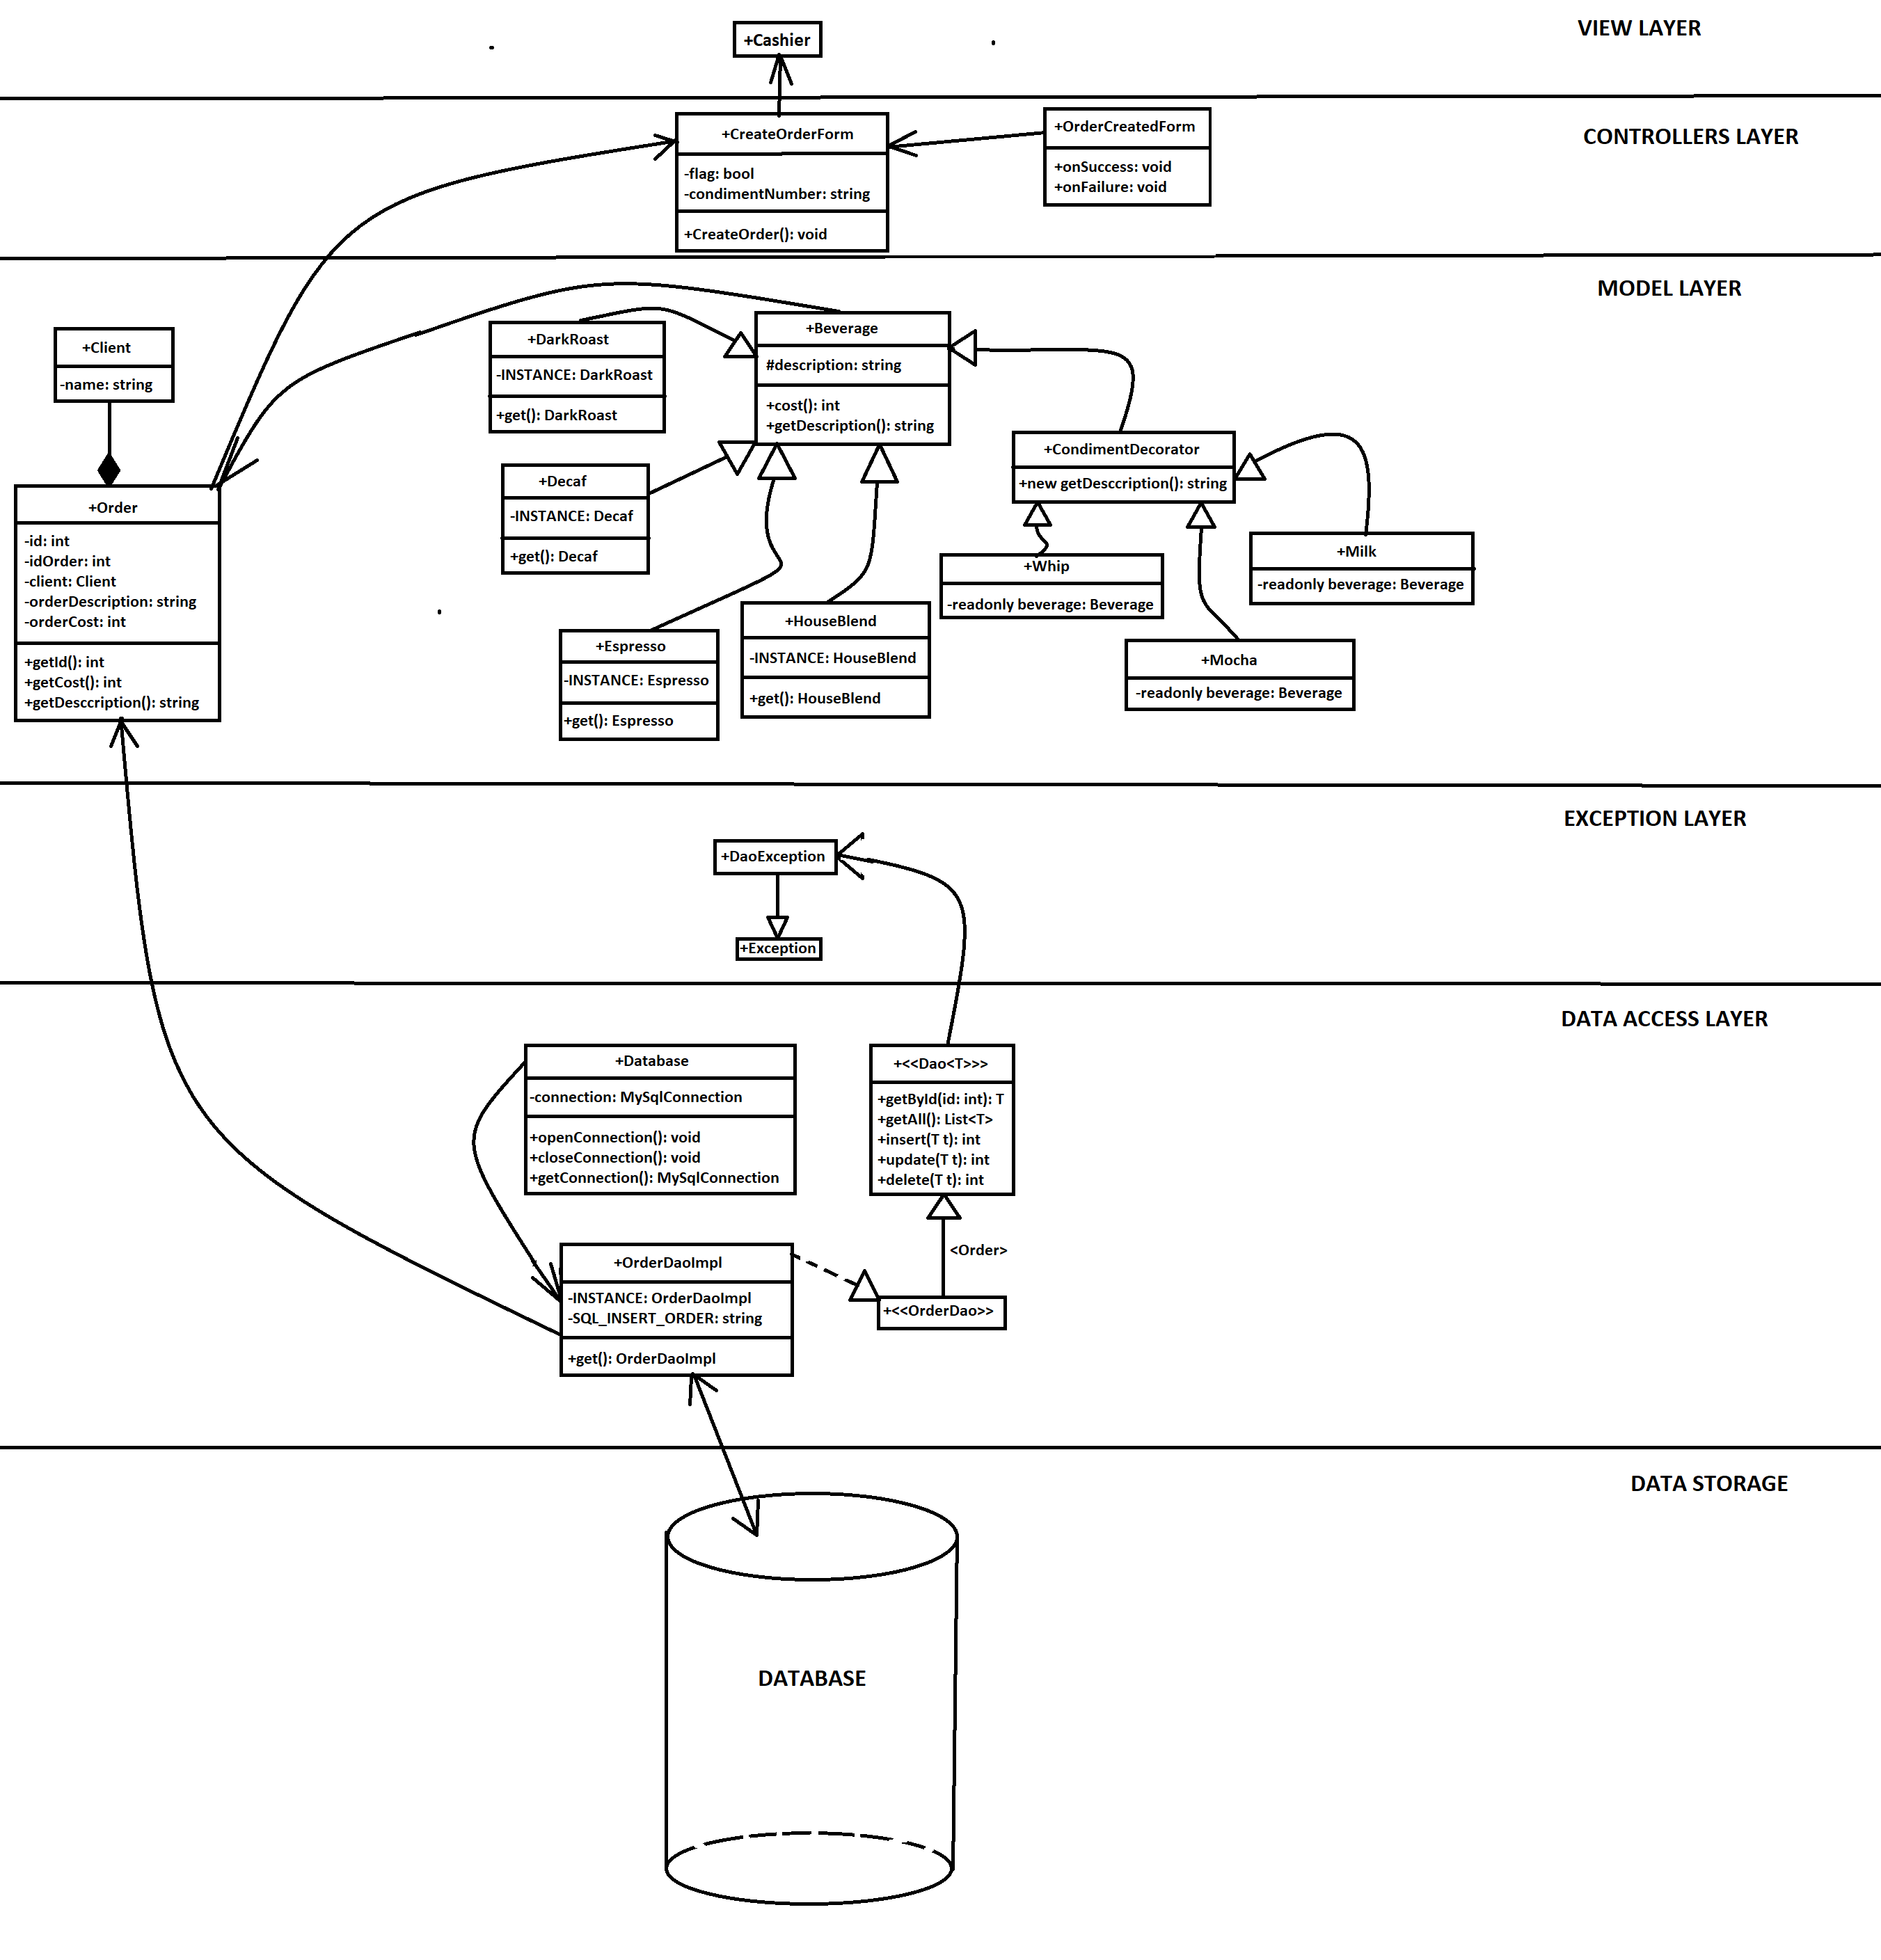 VIEW LAYER
+Cashier
CONTROLLERS LAYER
+CreateOrderForm
-flag: bool
-condimentNumber: string
+CreateOrder(): void
+OrderCreatedForm
+onSuccess: void
+onFailure: void
MODEL LAYER
+Client
-name: string
+Order
-id: int
-idOrder: int
-client: Client
-orderDescription: string
-orderCost: int
+getId(): int
+getCost(): int
+getDesccription(): string
+DarkRoast
-INSTANCE: DarkRoast
+get(): DarkRoast
+Beverage
#description: string
+cost(): int
+getDescription(): string
+Decaf
-INSTANCE: Decaf
+get(): Decaf
+Espresso
-INSTANCE: Espresso
+get(): Espresso
+HouseBlend
-INSTANCE: HouseBlend
+get(): HouseBlend
+CondimentDecorator
+new getDesccription(): string
+Whip
-readonly beverage: Beverage
+Milk
-readonly beverage: Beverage
+Mocha
-readonly beverage: Beverage
EXCEPTION LAYER
+DaoException
+Exception
DATA ACCESS LAYER
+Database
-connection: MySqlConnection
+openConnection(): void
+closeConnection(): void
+getConnection(): MySqlConnection
+<<Dao<T>>>
+getById(id: int): T
+getAll(): List<T>
+insert(T t): int
+update(T t): int
+delete(T t): int
<Order>
+OrderDaoImpl
-INSTANCE: OrderDaoImpl
-SQL_INSERT_ORDER: string
+get(): OrderDaoImpl
+<<OrderDao>>
DATA STORAGE
DATABASE